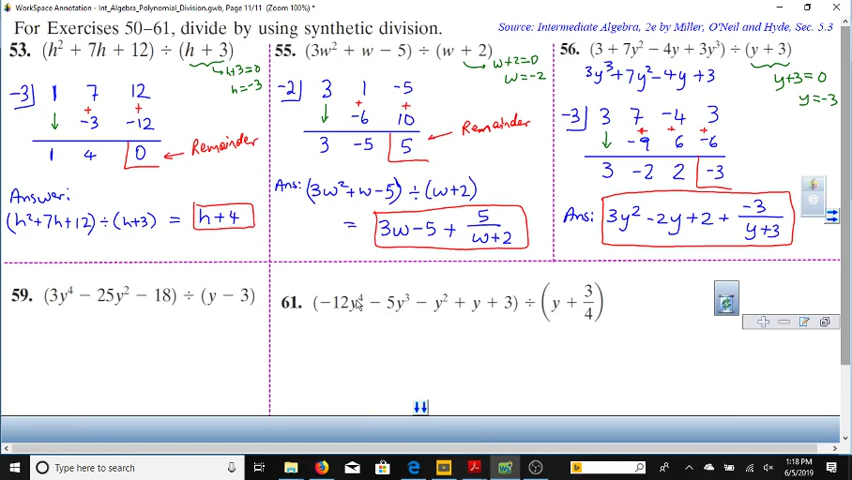 WorkSpace Annotation - Int_Algebra_Polynomial_Division.gwb, Page 11/11 (Zoom 100%)
For Exercises 50–61, divide by using synthetic division.
Source: Intermediate Algebra, 2e by Miller, O'Neil and Hyde, Sec. 5.3
53. (h² + 7h + 12) ÷ (h + 3)
h+3=0
h=-3
-3 | 1 7 12
+ +
↓ -3 -12
1 4 0 ← Remainder
Answer:
(h²+7h+12) ÷ (h+3) = h+4
55. (3w² + w − 5) ÷ (w + 2)
w+2=0
w=-2
-2 | 3 1 -5
+ +
↓ -6 10
3 -5 5 ← Remainder
Ans: (3w²+w-5) ÷ (w+2)
= 3w-5 + 5/(w+2)
56. (3 + 7y² − 4y + 3y³) ÷ (y + 3)
3y³+7y²-4y+3
y+3=0
y=-3
-3 | 3 7 -4 3
+ + +
↓ -9 6 -6
3 -2 2 -3
Ans: 3y²-2y+2 + -3/(y+3)
59. (3y⁴ − 25y² − 18) ÷ (y − 3)
61. (−12y⁴ − 5y³ − y² + y + 3) ÷ (y + 3/4)
Type here to search
1:18 PM
6/5/2019